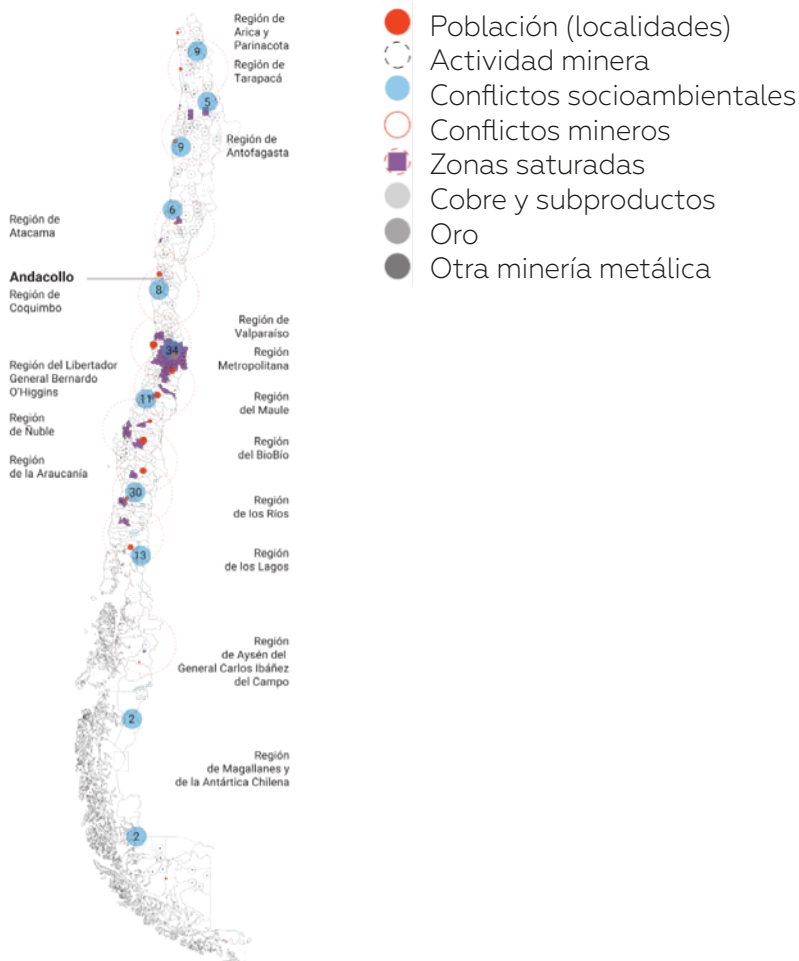 Región de
Arica y
Parinacota
9
Región de
Tarapacá
5
9
Región de
Antofagasta
6
Región de
Atacama
Andacollo
8
Región de
Coquimbo
Región de
Valparaíso
34
Región
Metropolitana
Región del Libertador
General Bernardo
O'Higgins
11
Región
del Maule
Región
de Ñuble
Región
del BioBío
Región
de la Araucanía
30
Región
de los Ríos
13
Región
de los Lagos
Región
de Aysén del
General Carlos Ibáñez
del Campo
2
Región
de Magallanes y
de la Antártica Chilena
2
Población (localidades)
Actividad minera
Conflictos socioambientales
Conflictos mineros
Zonas saturadas
Cobre y subproductos
Oro
Otra minería metálica